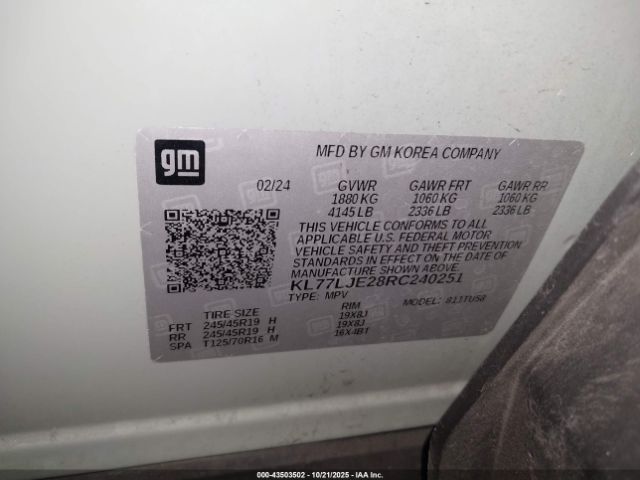 gm
MFD BY GM KOREA COMPANY
02/24 GVWR GAWR FRT GAWR RR
1880 KG 1060 KG 1060 KG
4145 LB 2336 LB 2336 LB
THIS VEHICLE CONFORMS TO ALL
APPLICABLE U.S. FEDERAL MOTOR
VEHICLE SAFETY AND THEFT PREVENTION
STANDARDS IN EFFECT ON THE DATE OF
MANUFACTURE SHOWN ABOVE.
KL77LJE28RC240251
TYPE: MPV MODEL: 811TU58
TIRE SIZE RIM
FRT 245/45R19 H 19X8J
RR 245/45R19 H 19X8J
SPA T125/70R16 M 16X4BT
000-43503502 - 10/21/2025 - IAA Inc.